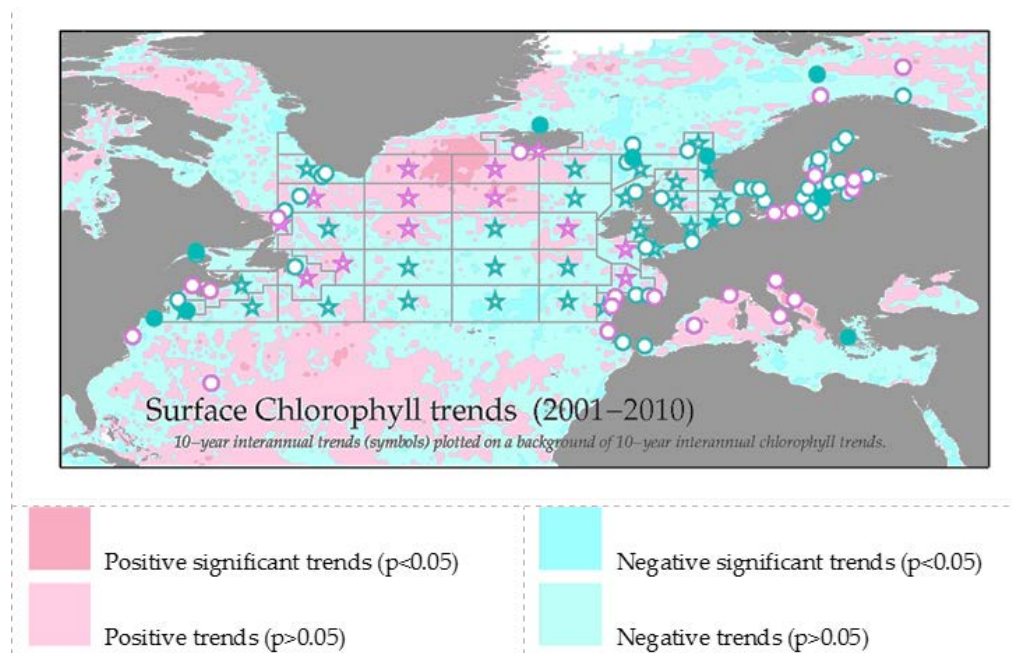 Surface Chlorophyll trends (2001–2010)
10–year interannual trends (symbols) plotted on a background of 10–year interannual chlorophyll trends.
Positive significant trends (p<0.05)
Negative significant trends (p<0.05)
Positive trends (p>0.05)
Negative trends (p>0.05)